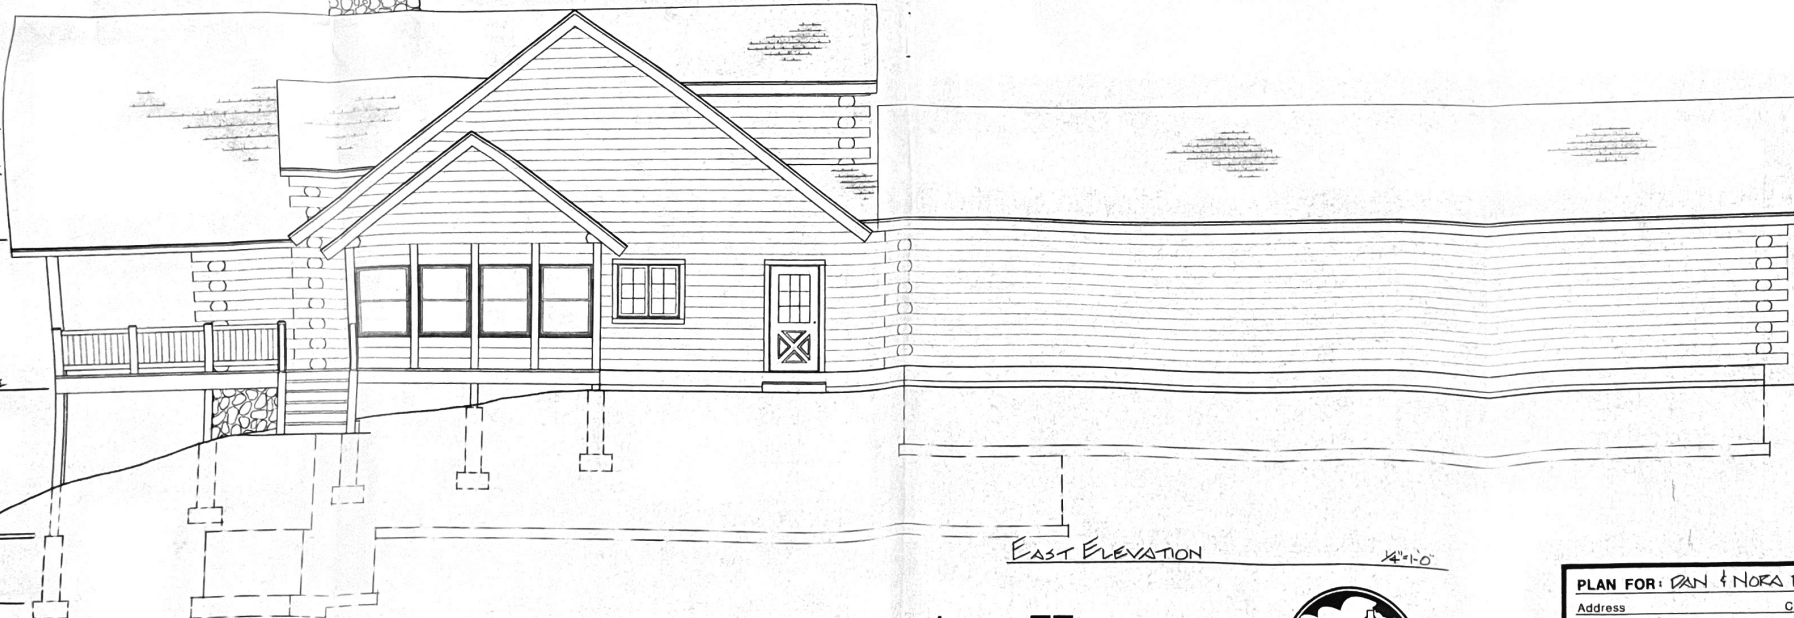 EAST ELEVATION 1/4"=1'-0"
PLAN FOR: DAN & NORA
Address